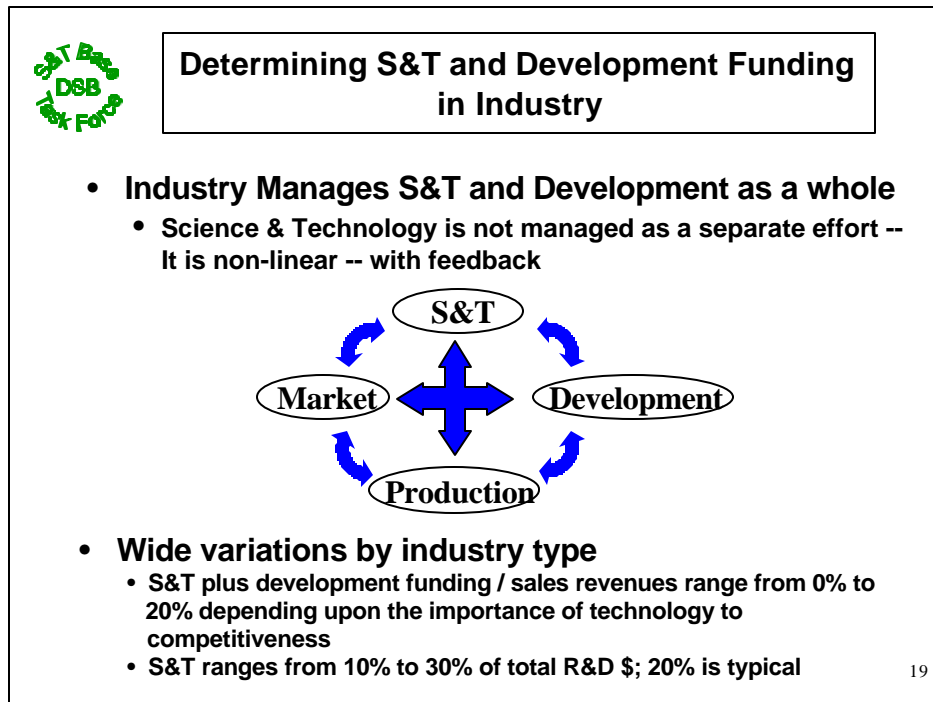 S&T Base
DSB
Task Force
Determining S&T and Development Funding
in Industry
• Industry Manages S&T and Development as a whole
• Science & Technology is not managed as a separate effort --
It is non-linear -- with feedback
S&T
Market
Development
Production
• Wide variations by industry type
• S&T plus development funding / sales revenues range from 0% to
20% depending upon the importance of technology to
competitiveness
• S&T ranges from 10% to 30% of total R&D $; 20% is typical
19